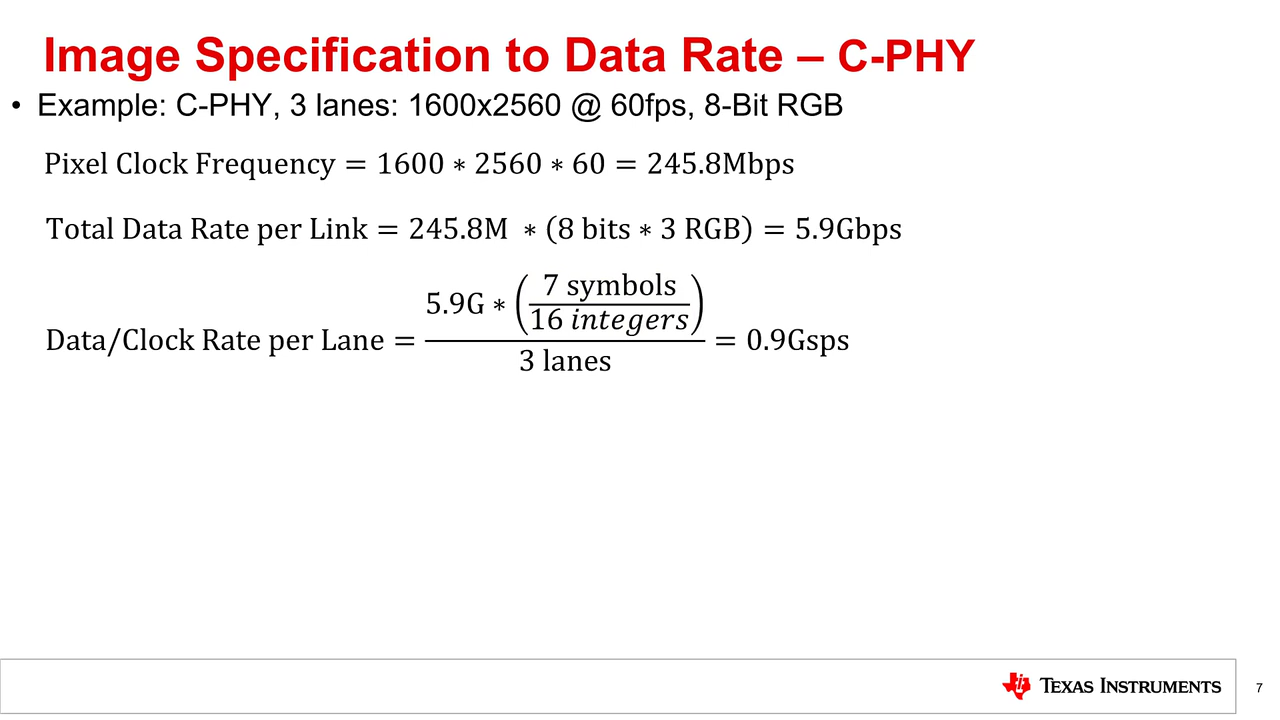 Image Specification to Data Rate – C-PHY
• Example: C-PHY, 3 lanes: 1600x2560 @ 60fps, 8-Bit RGB
Pixel Clock Frequency = 1600 ∗ 2560 ∗ 60 = 245.8Mbps
Total Data Rate per Link = 245.8M ∗ (8 bits ∗ 3 RGB) = 5.9Gbps
Data/Clock Rate per Lane = 5.9G ∗ (7 symbols / 16 integers) / 3 lanes = 0.9Gsps
TEXAS INSTRUMENTS
7